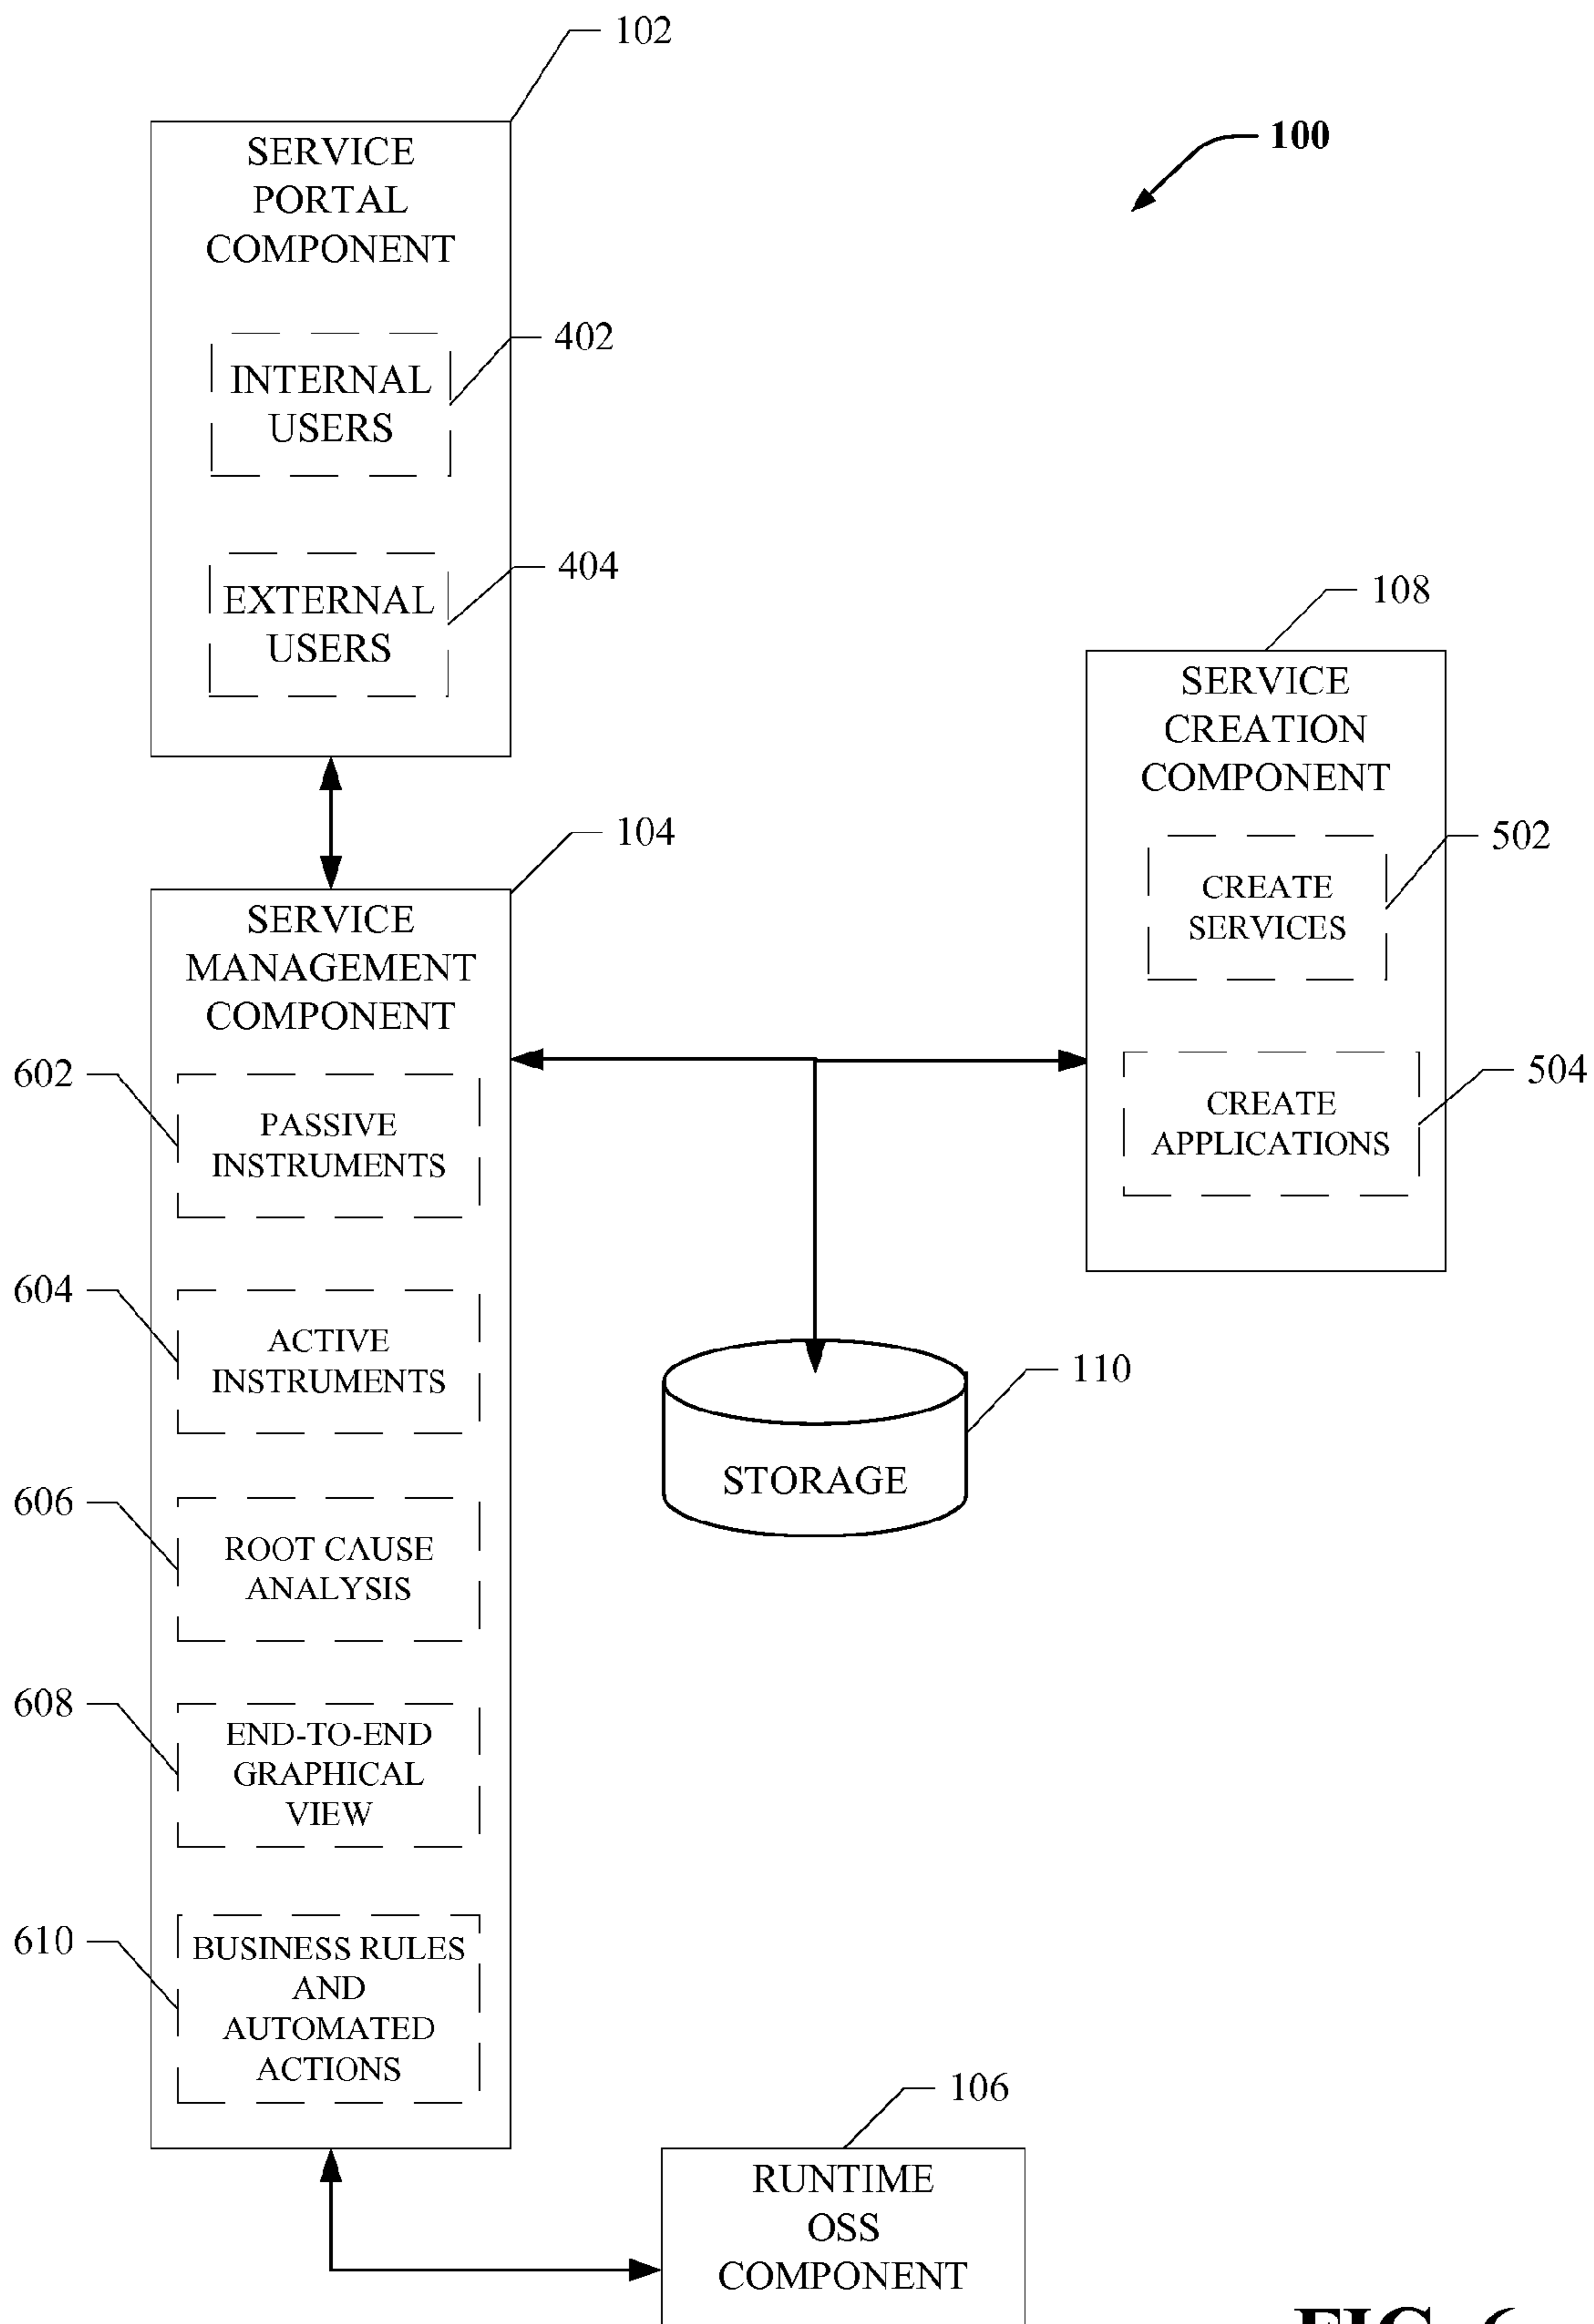 102
100
SERVICE
PORTAL
COMPONENT
402
INTERNAL
USERS
404
EXTERNAL
USERS
108
SERVICE
CREATION
COMPONENT
502
CREATE
SERVICES
504
CREATE
APPLICATIONS
104
SERVICE
MANAGEMENT
COMPONENT
602
PASSIVE
INSTRUMENTS
604
ACTIVE
INSTRUMENTS
110
STORAGE
606
ROOT CAUSE
ANALYSIS
608
END-TO-END
GRAPHICAL
VIEW
610
BUSINESS RULES
AND
AUTOMATED
ACTIONS
106
RUNTIME
OSS
COMPONENT